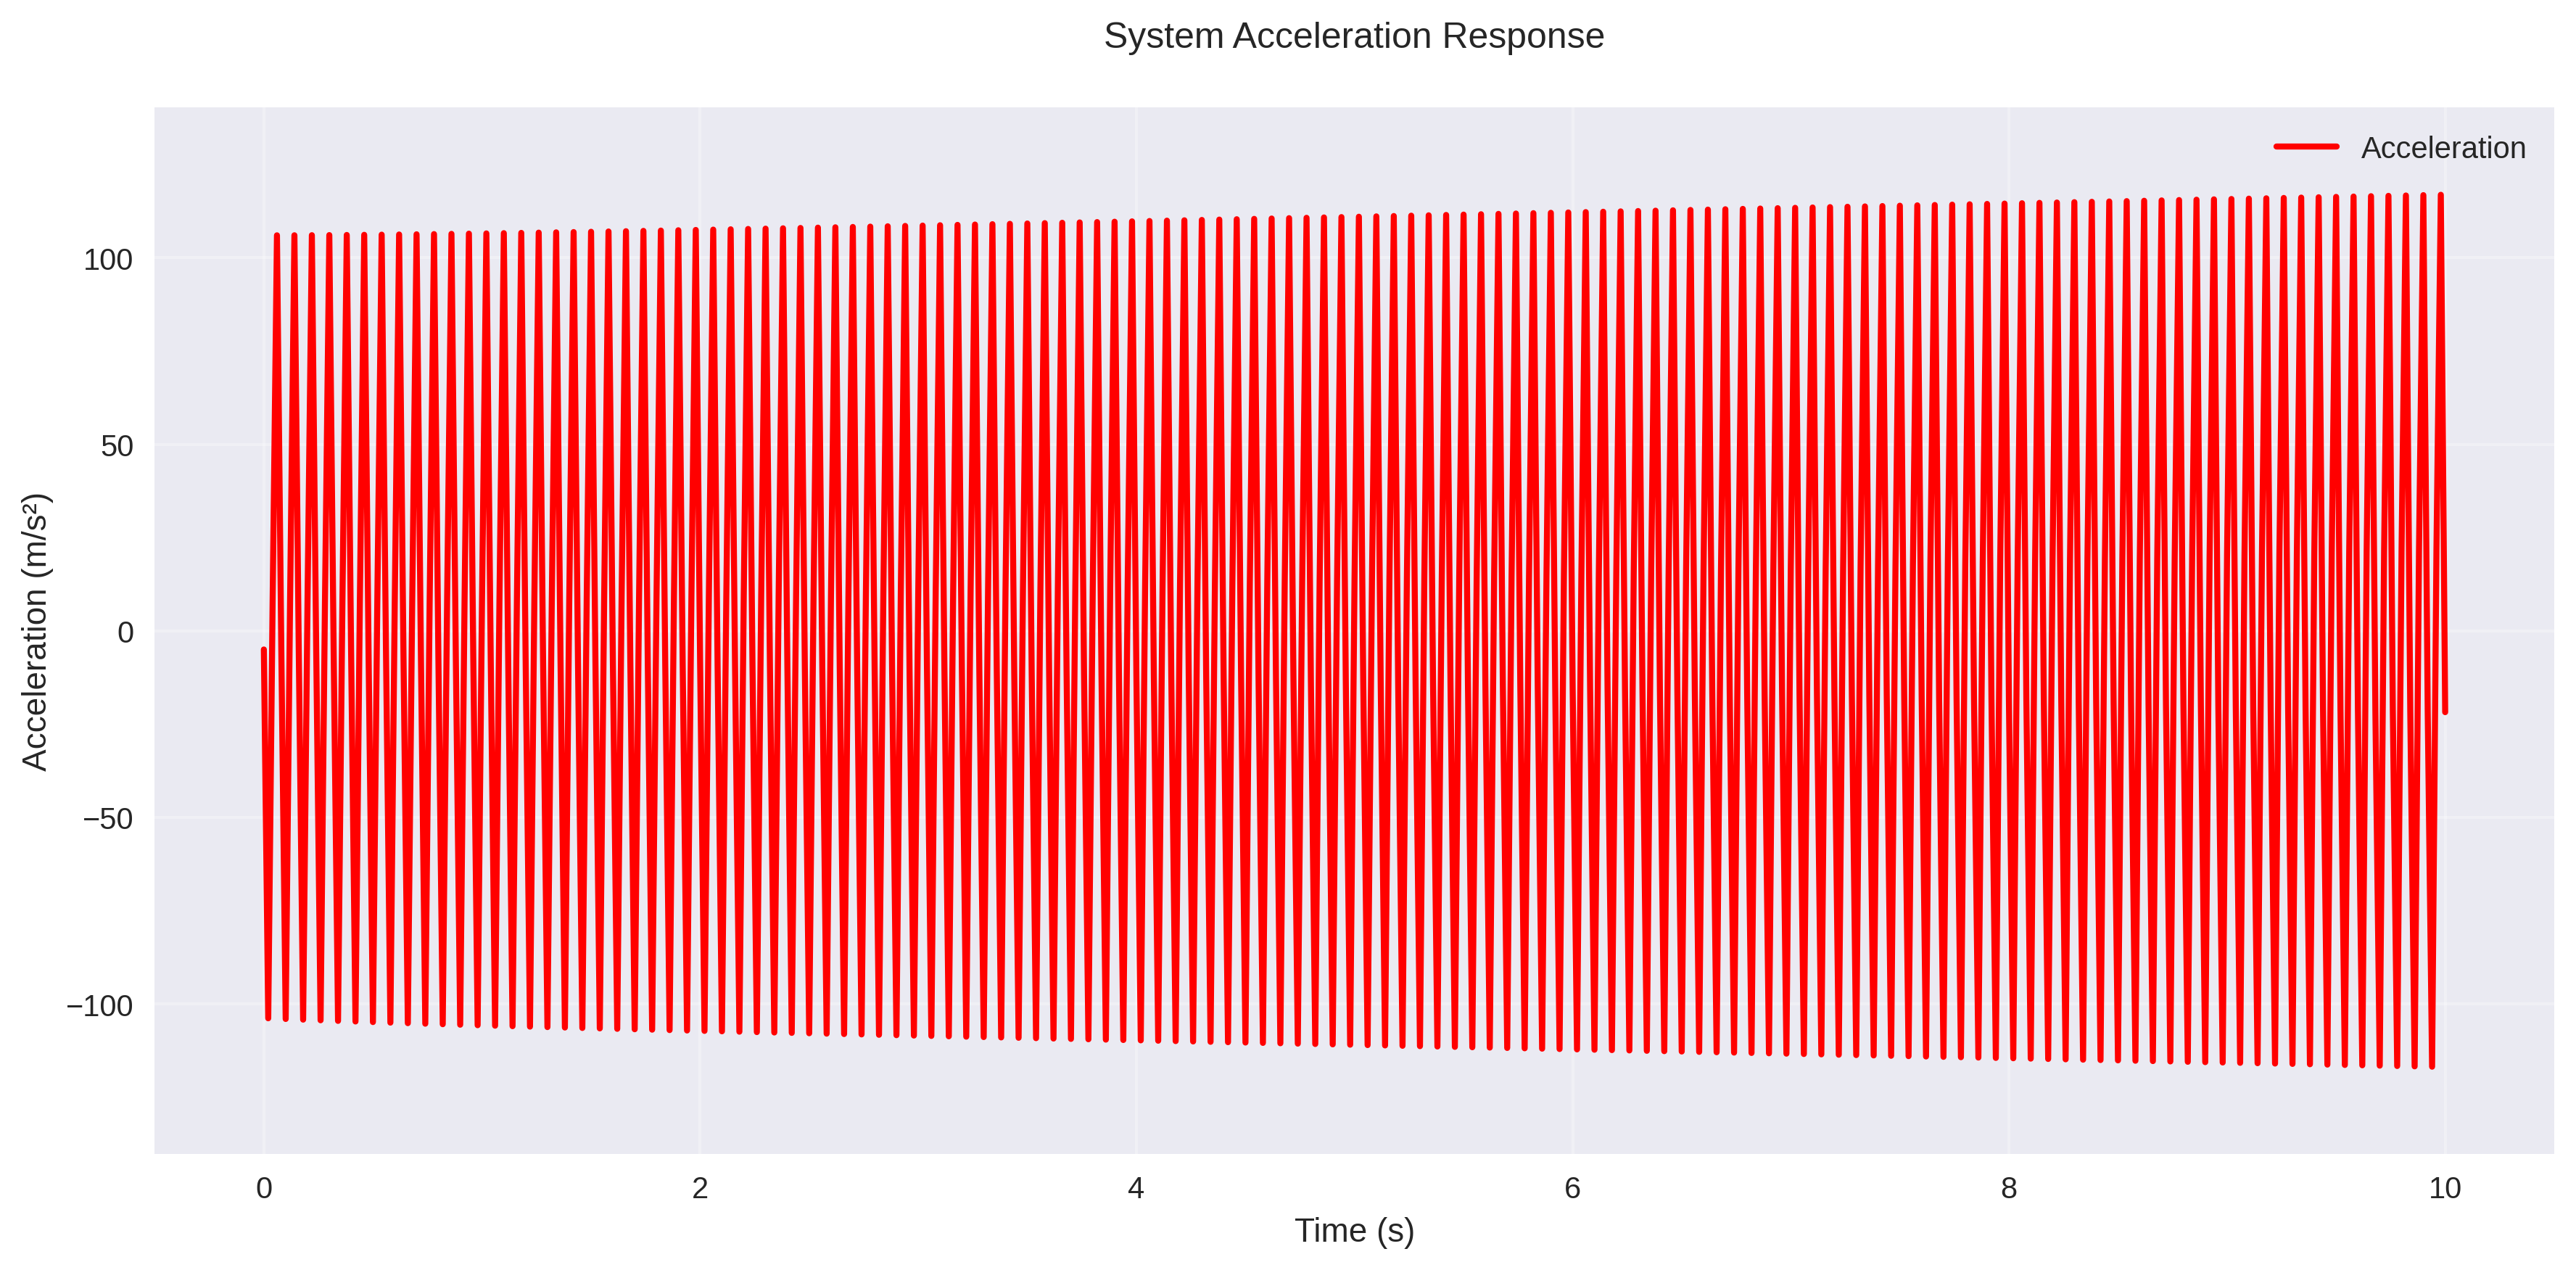 System Acceleration Response
Acceleration
100
50
0
−50
−100
Acceleration (m/s²)
0 2 4 6 8 10
Time (s)